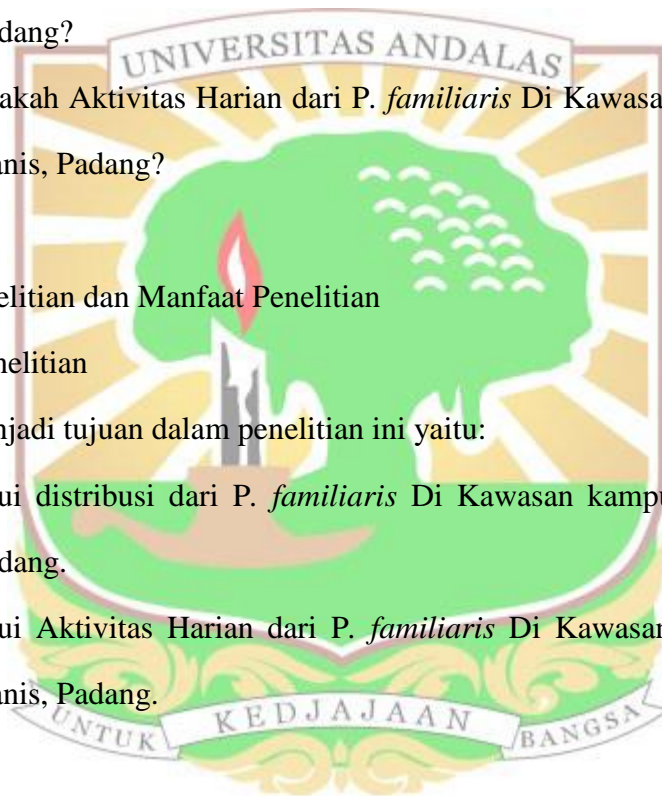 adang?
UNIVERSITAS ANDALAS
akah Aktivitas Harian dari P. familiaris Di Kawasa
anis, Padang?
elitian dan Manfaat Penelitian
nelitian
njadi tujuan dalam penelitian ini yaitu:
ui distribusi dari P. familiaris Di Kawasan kampu
dang.
ui Aktivitas Harian dari P. familiaris Di Kawasan
anis, Padang.
UNTUK KEDJAJAAN BANGSA